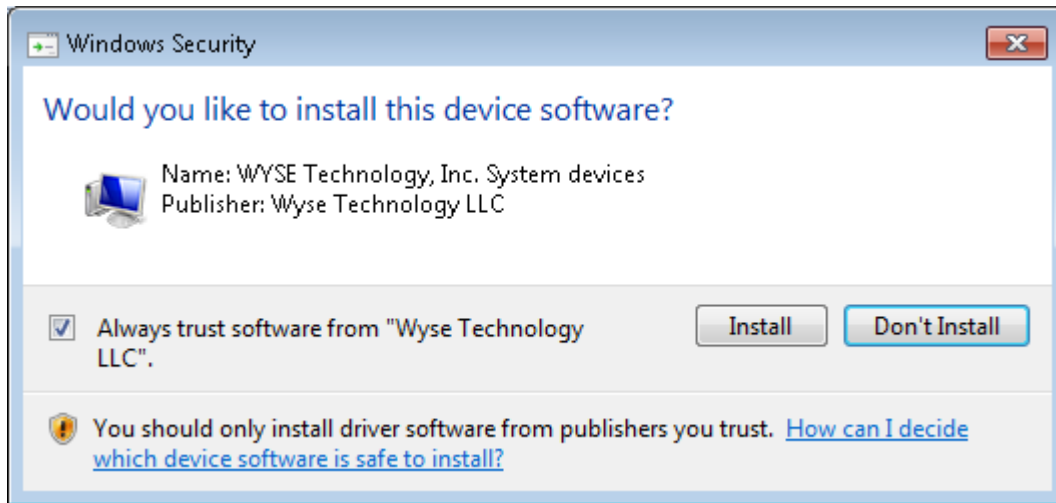 Windows Security
Would you like to install this device software?
Name: WYSE Technology, Inc. System devices
Publisher: Wyse Technology LLC
Always trust software from "Wyse Technology
LLC".
Install
Don't Install
You should only install driver software from publishers you trust. How can I decide
which device software is safe to install?